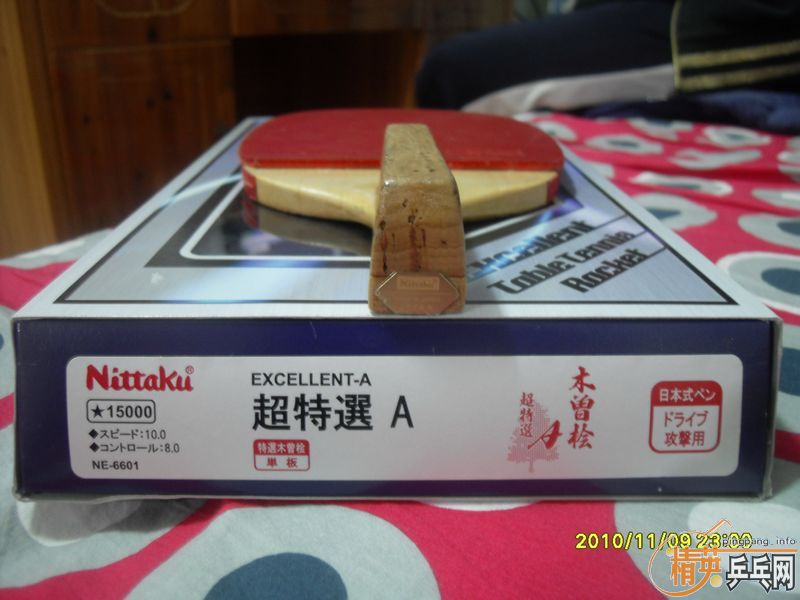 Nittaku
Excellent
Table Tennis
Racket
Nittaku®
★15000
◆スピード:10.0
◆コントロール:8.0
NE-6601
EXCELLENT-A
超特選 A
特選木曽桧
単板
木曽桧
超特選
A
日本式ペン
ドライブ
攻撃用
2010/11/09 23:00
pingpang.info
精英乒乓网